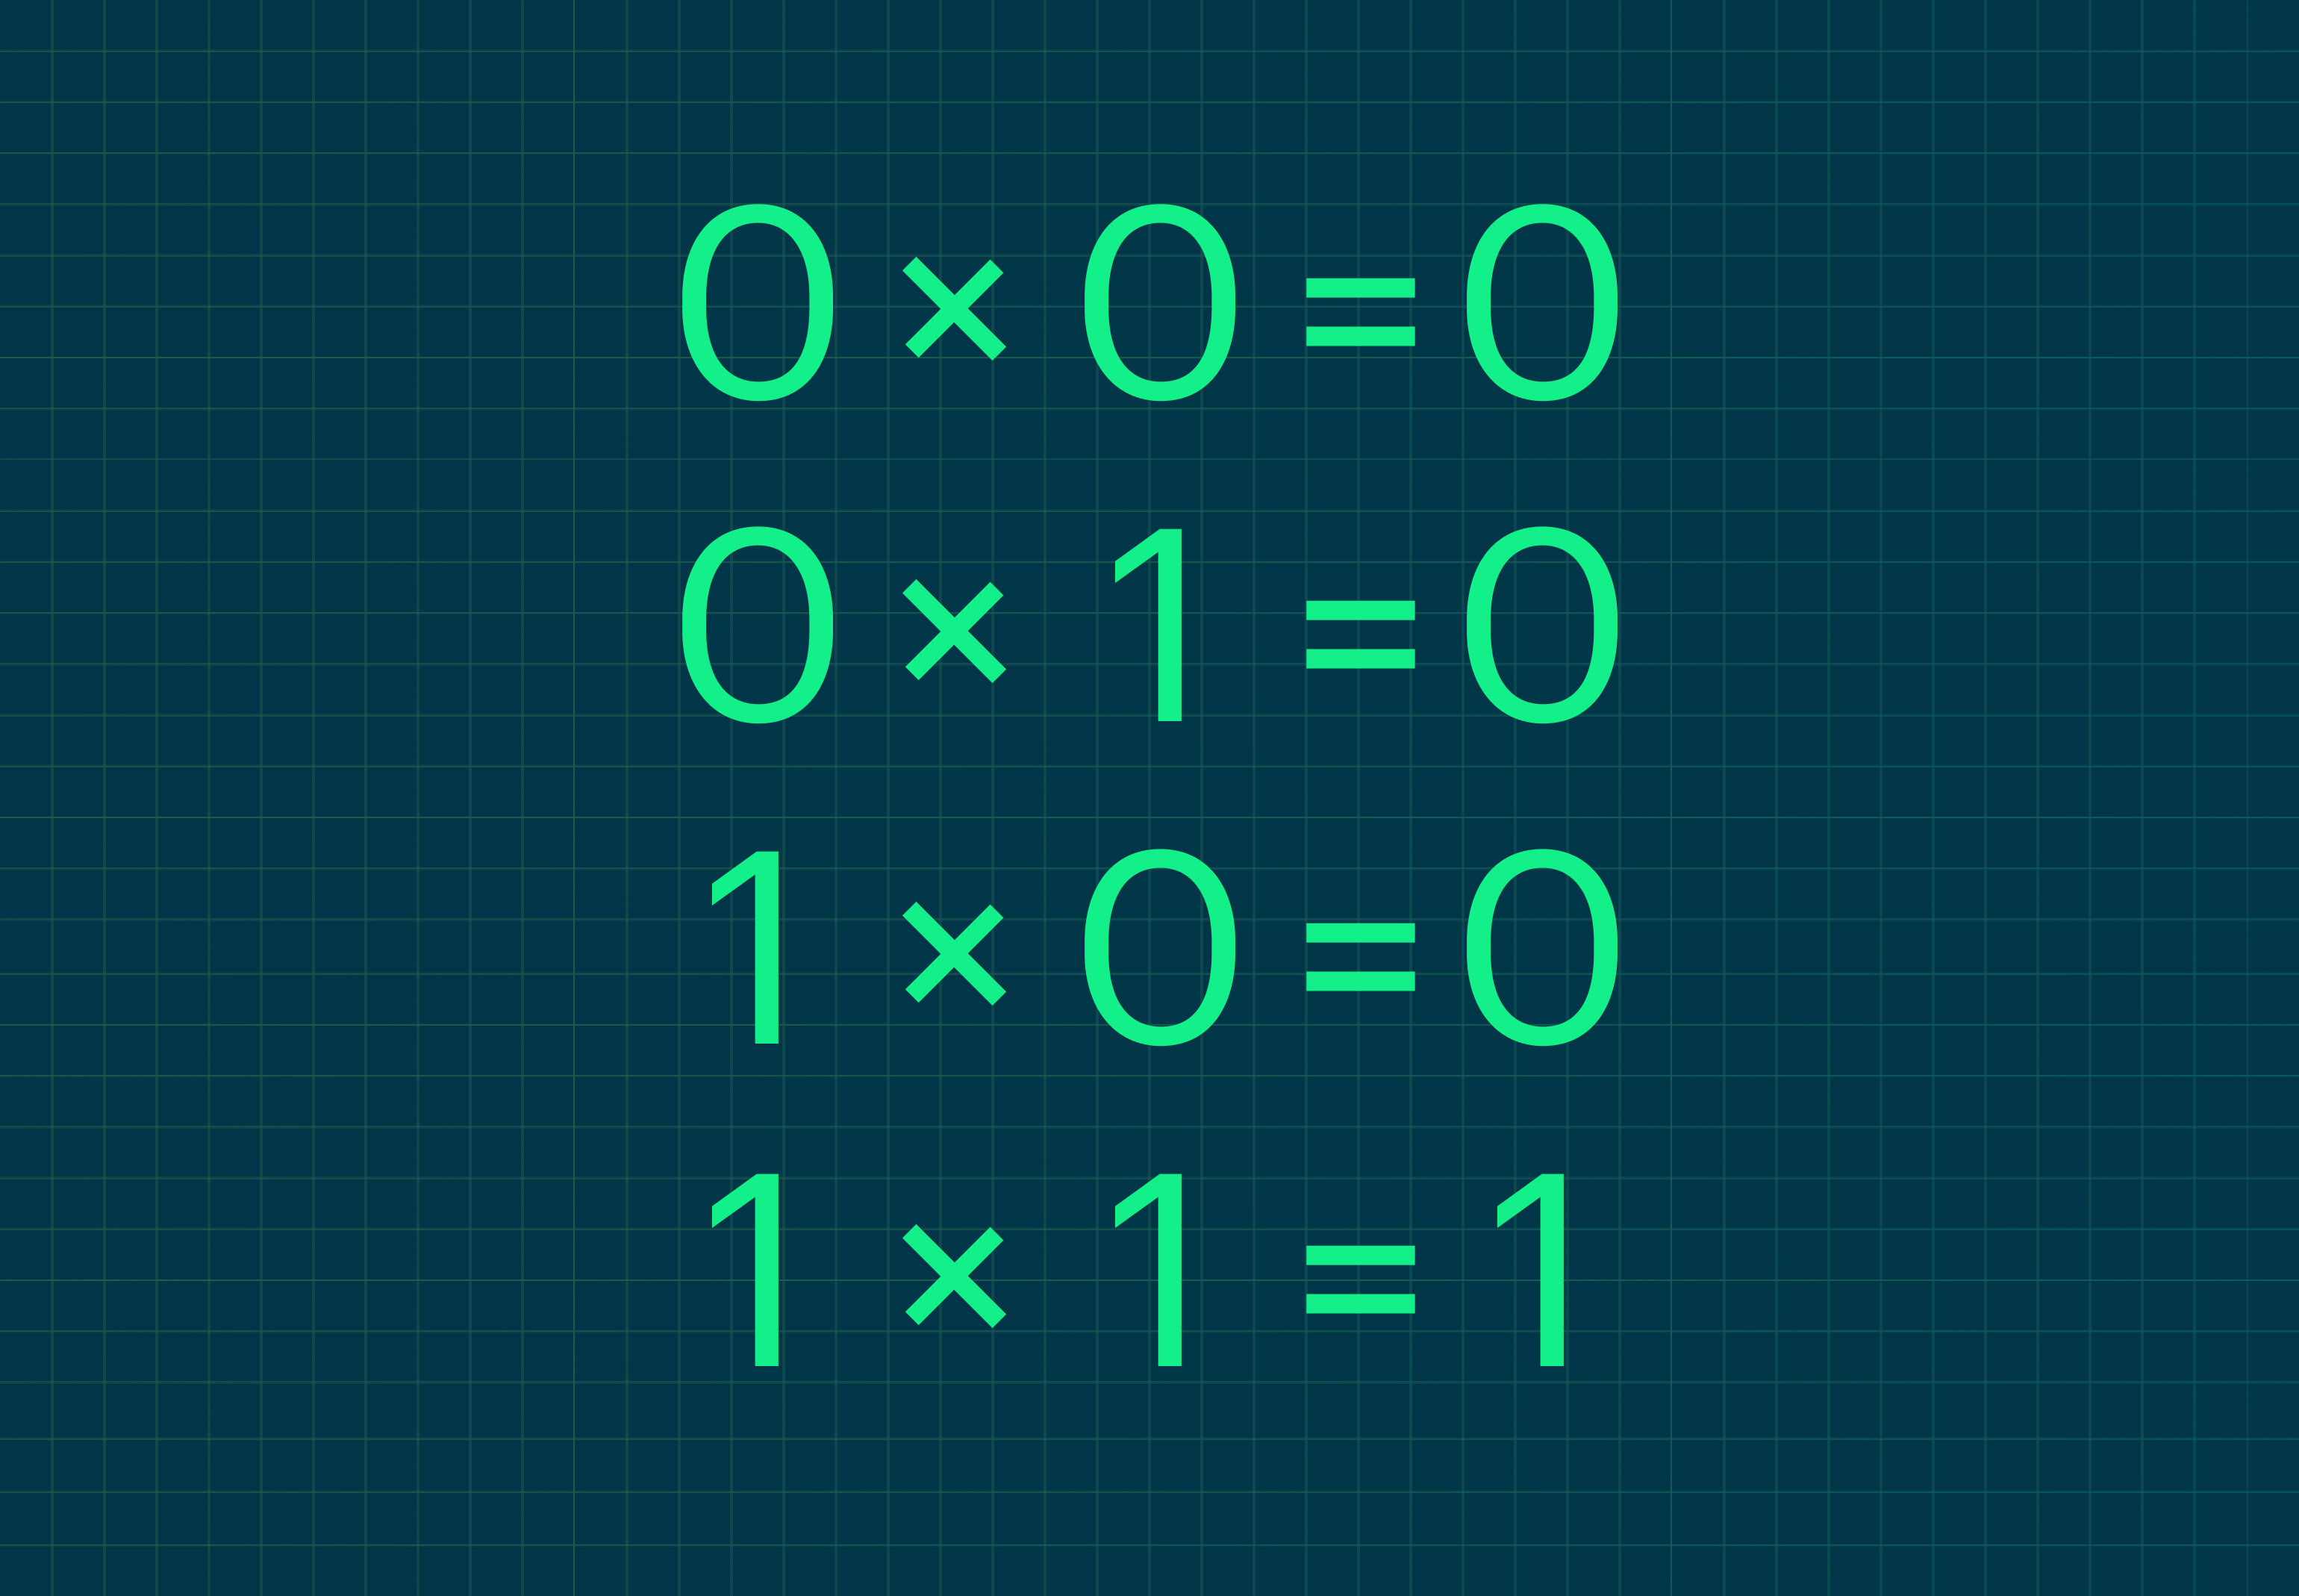 0 × 0 = 0
0 × 1 = 0
1 × 0 = 0
1 × 1 = 1